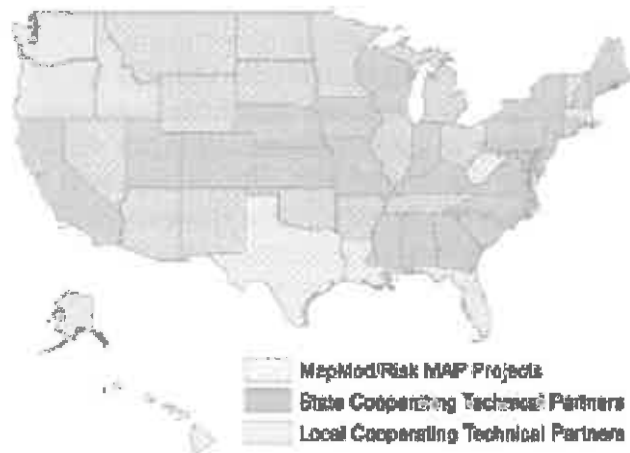 MapMod/Risk MAP Projects
State Cooperating Technical Partners
Local Cooperating Technical Partners